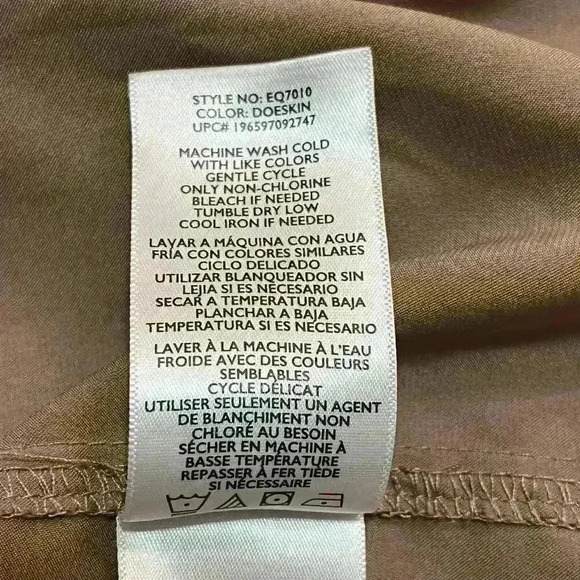 STYLE NO: EQ7010
COLOR: DOESKIN
UPC# 196597092747
MACHINE WASH COLD
WITH LIKE COLORS
GENTLE CYCLE
ONLY NON-CHLORINE
BLEACH IF NEEDED
TUMBLE DRY LOW
COOL IRON IF NEEDED
LAVAR A MÁQUINA CON AGUA
FRÍA CON COLORES SIMILARES
CICLO DELICADO
UTILIZAR BLANQUEADOR SIN
LEJIA SI ES NECESARIO
SECAR A TEMPERATURA BAJA
PLANCHAR A BAJA
TEMPERATURA SI ES NECESARIO
LAVER À LA MACHINE À L'EAU
FROIDE AVEC DES COULEURS
SEMBLABLES
CYCLE DÉLICAT
UTILISER SEULEMENT UN AGENT
DE BLANCHIMENT NON
CHLORÉ AU BESOIN
SÉCHER EN MACHINE À
BASSE TEMPÉRATURE
REPASSER À FER TIÈDE
SI NÉCESSAIRE